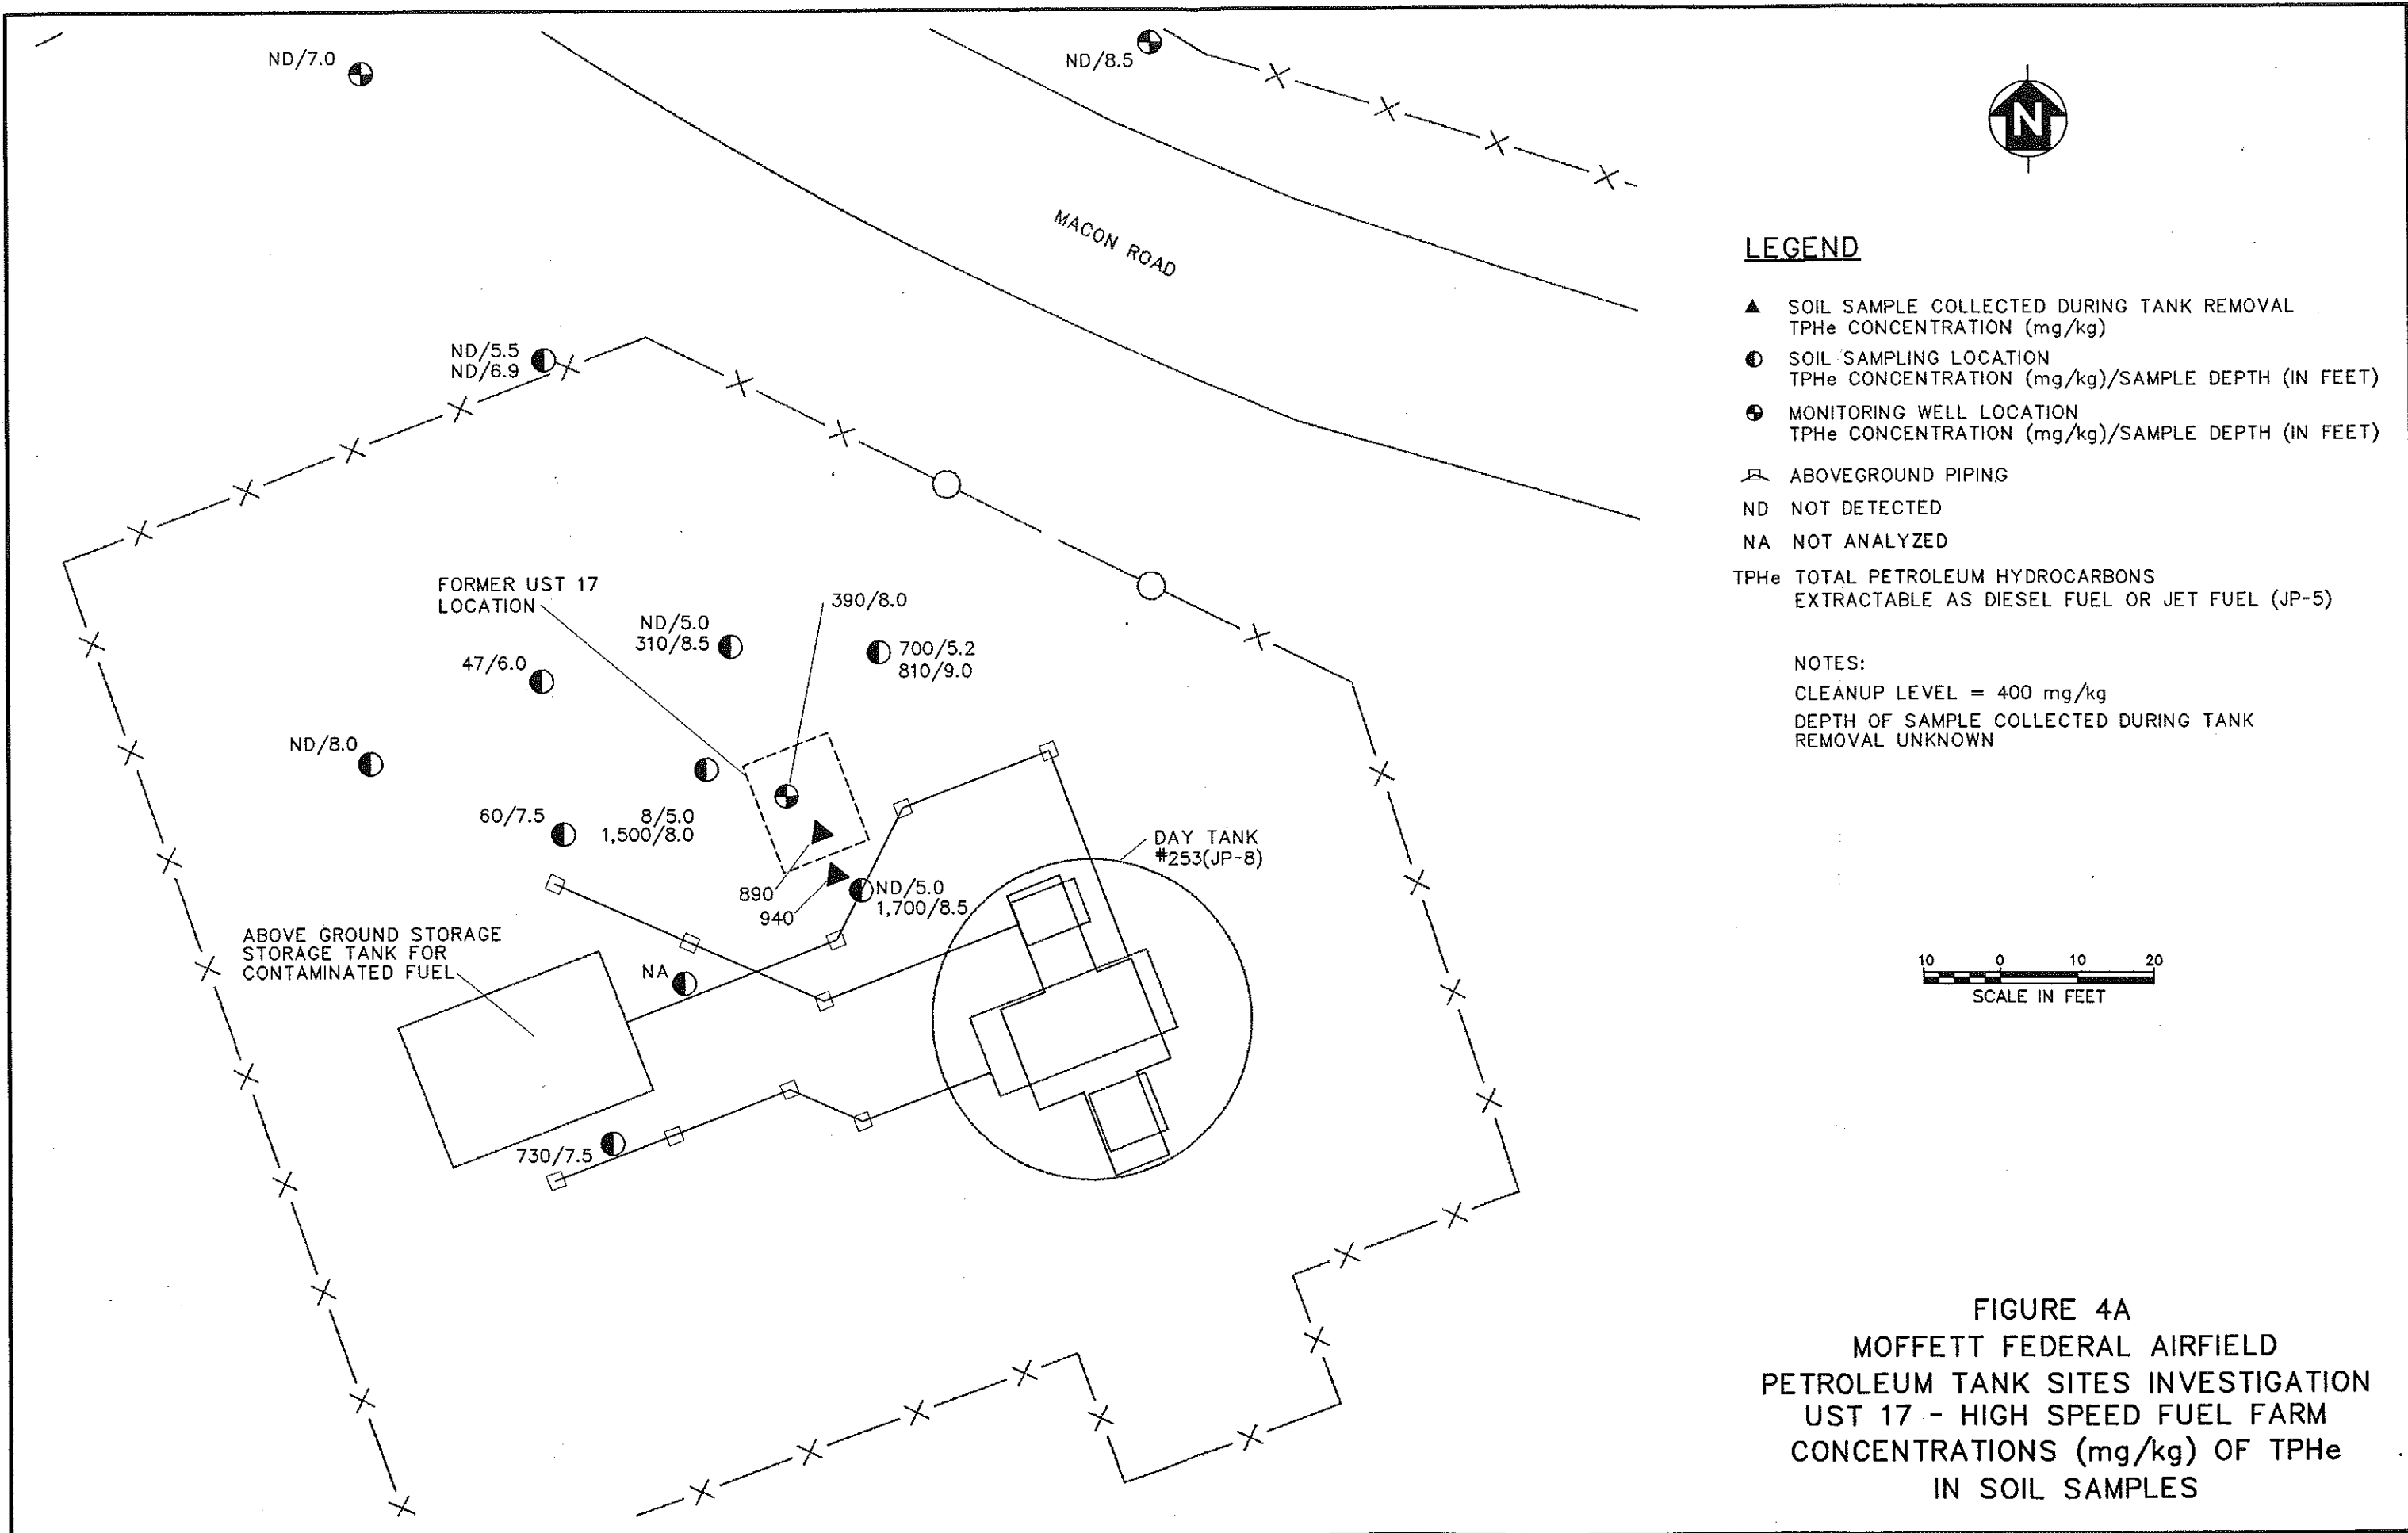 ND/7.0
ND/8.5
N
MACON ROAD
ND/5.5
ND/6.9
FORMER UST 17
LOCATION
390/8.0
ND/5.0
310/8.5
700/5.2
810/9.0
47/6.0
ND/8.0
60/7.5
8/5.0
1,500/8.0
DAY TANK
#253(JP-8)
890
940
ND/5.0
1,700/8.5
ABOVE GROUND STORAGE
STORAGE TANK FOR
CONTAMINATED FUEL
NA
730/7.5
LEGEND
SOIL SAMPLE COLLECTED DURING TANK REMOVAL
TPHe CONCENTRATION (mg/kg)
SOIL SAMPLING LOCATION
TPHe CONCENTRATION (mg/kg)/SAMPLE DEPTH (IN FEET)
MONITORING WELL LOCATION
TPHe CONCENTRATION (mg/kg)/SAMPLE DEPTH (IN FEET)
ABOVEGROUND PIPING
ND NOT DETECTED
NA NOT ANALYZED
TPHe TOTAL PETROLEUM HYDROCARBONS
EXTRACTABLE AS DIESEL FUEL OR JET FUEL (JP-5)
NOTES:
CLEANUP LEVEL = 400 mg/kg
DEPTH OF SAMPLE COLLECTED DURING TANK
REMOVAL UNKNOWN
10 0 10 20
SCALE IN FEET
FIGURE 4A
MOFFETT FEDERAL AIRFIELD
PETROLEUM TANK SITES INVESTIGATION
UST 17 - HIGH SPEED FUEL FARM
CONCENTRATIONS (mg/kg) OF TPHe
IN SOIL SAMPLES